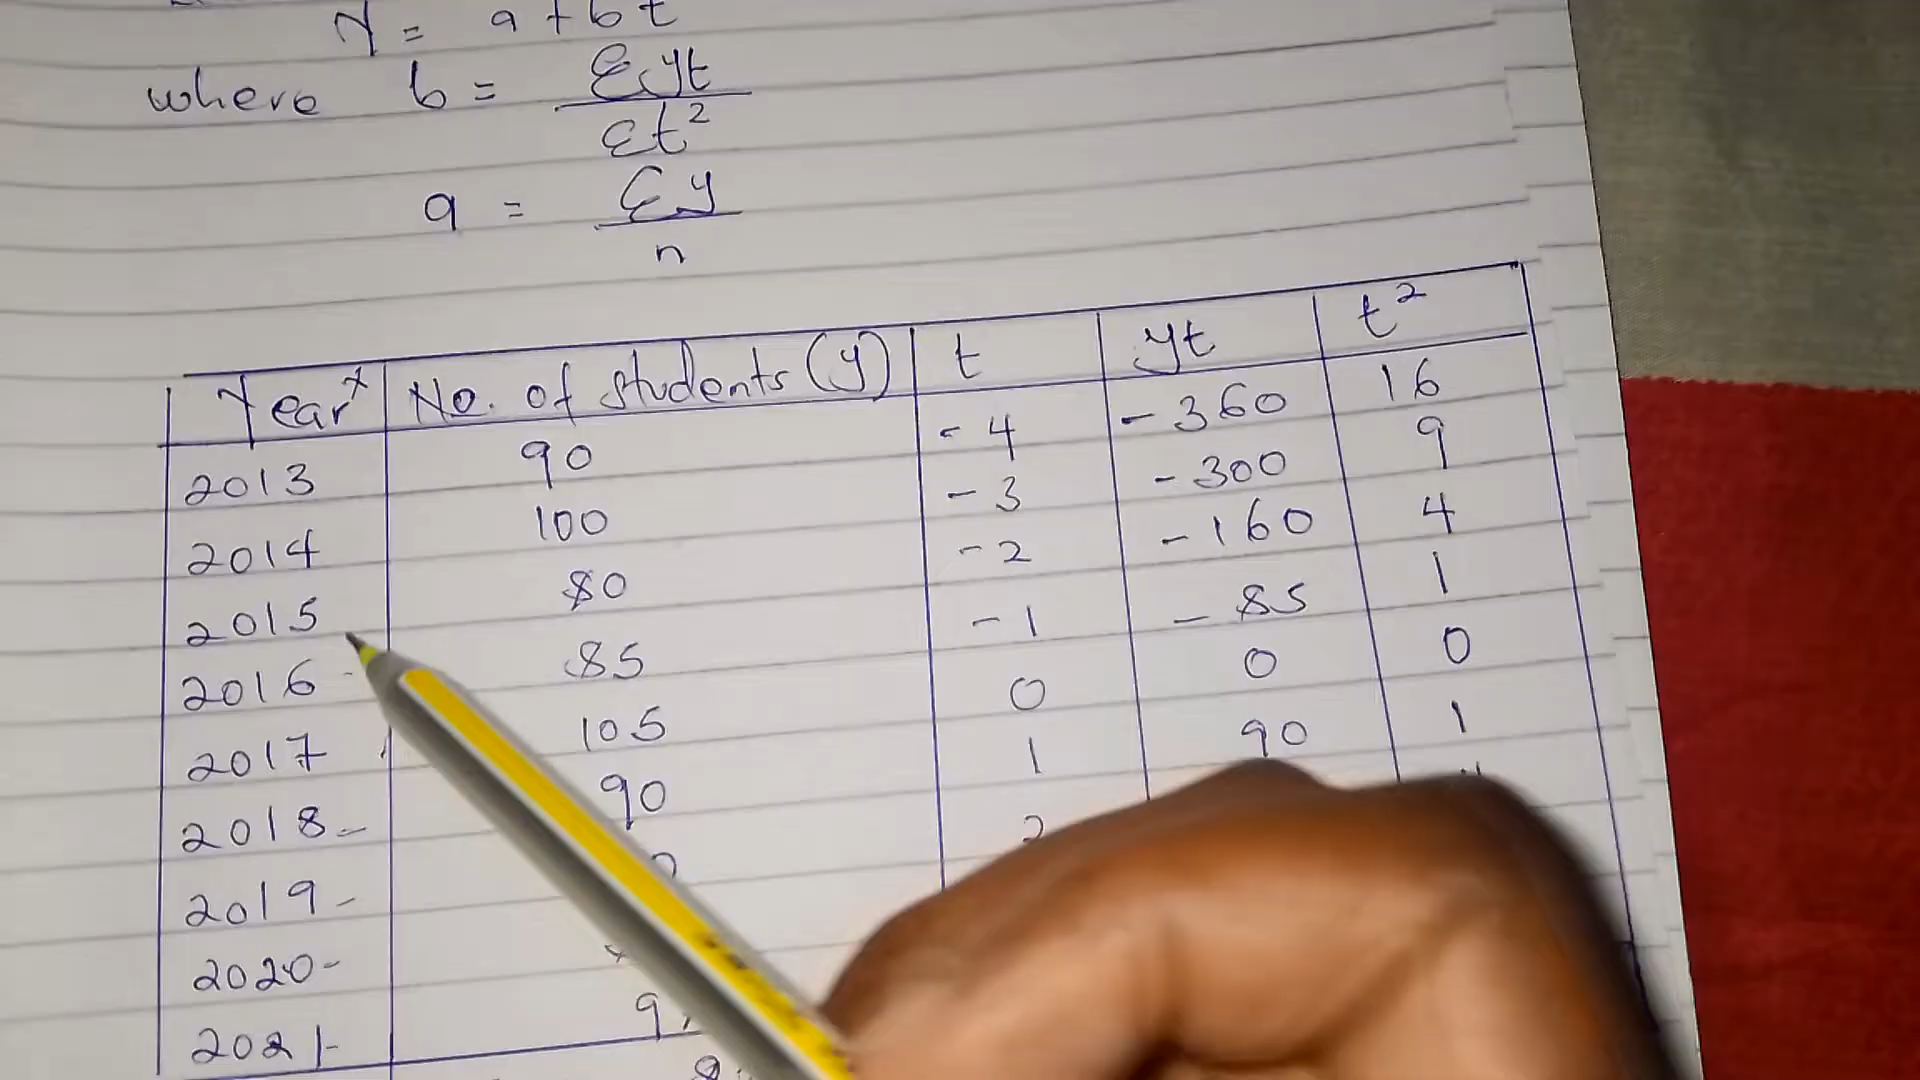 Y = a + bt
where b = Σyt
Σt²
a = Σy
n
Year x No. of students (y) t yt t²
2013 90 -4 -360 16
2014 100 -3 -300 9
2015 80 -2 -160 4
2016 - 85 -1 -85 1
2017 105 0 0 0
2018 - 90 1 90 1
2019 - 2
2020 -
2021 -